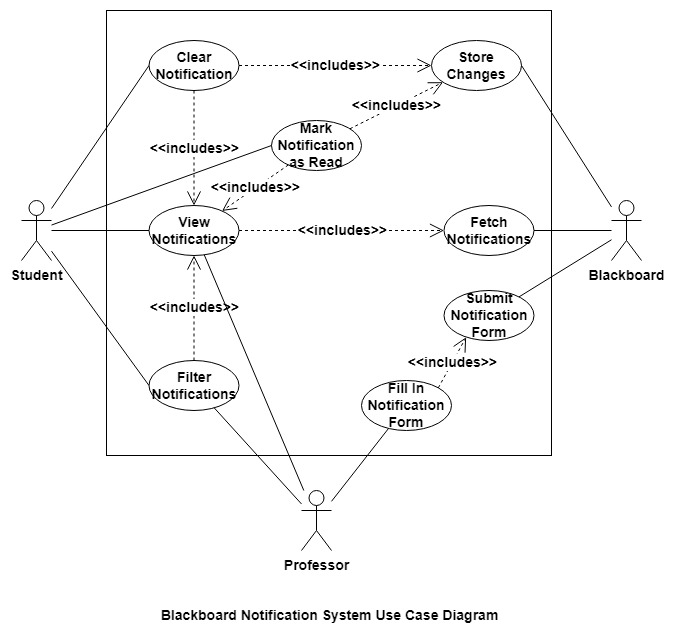 Clear
Notification
<<includes>>
Store
Changes
<<includes>>
Mark
Notification
as Read
<<includes>>
<<includes>>
View
Notifications
<<includes>>
Fetch
Notifications
Student
Blackboard
Submit
Notification
Form
<<includes>>
<<includes>>
Filter
Notifications
Fill In
Notification
Form
Professor
Blackboard Notification System Use Case Diagram